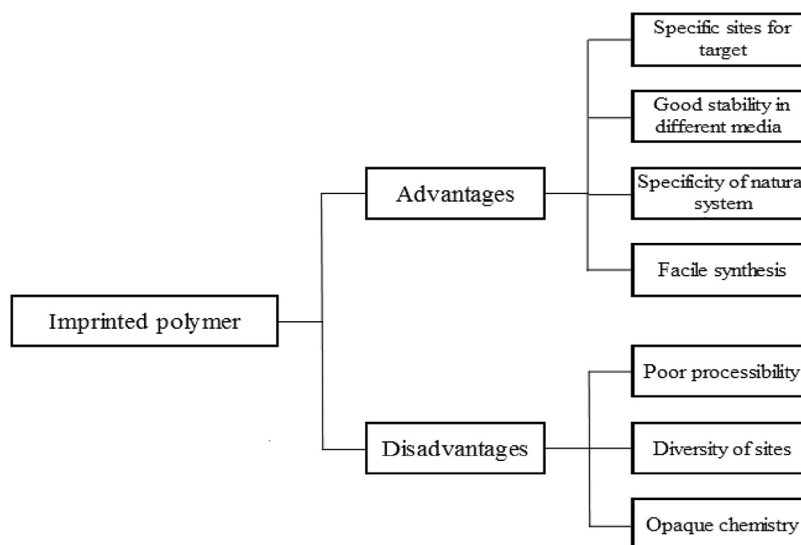 Specific sites for
target
Good stability in
different media
Specificity of natura
system
Advantages
Facile synthesis
Imprinted polymer
Poor processibility
Disadvantages
Diversity of sites
Opaque chemistry